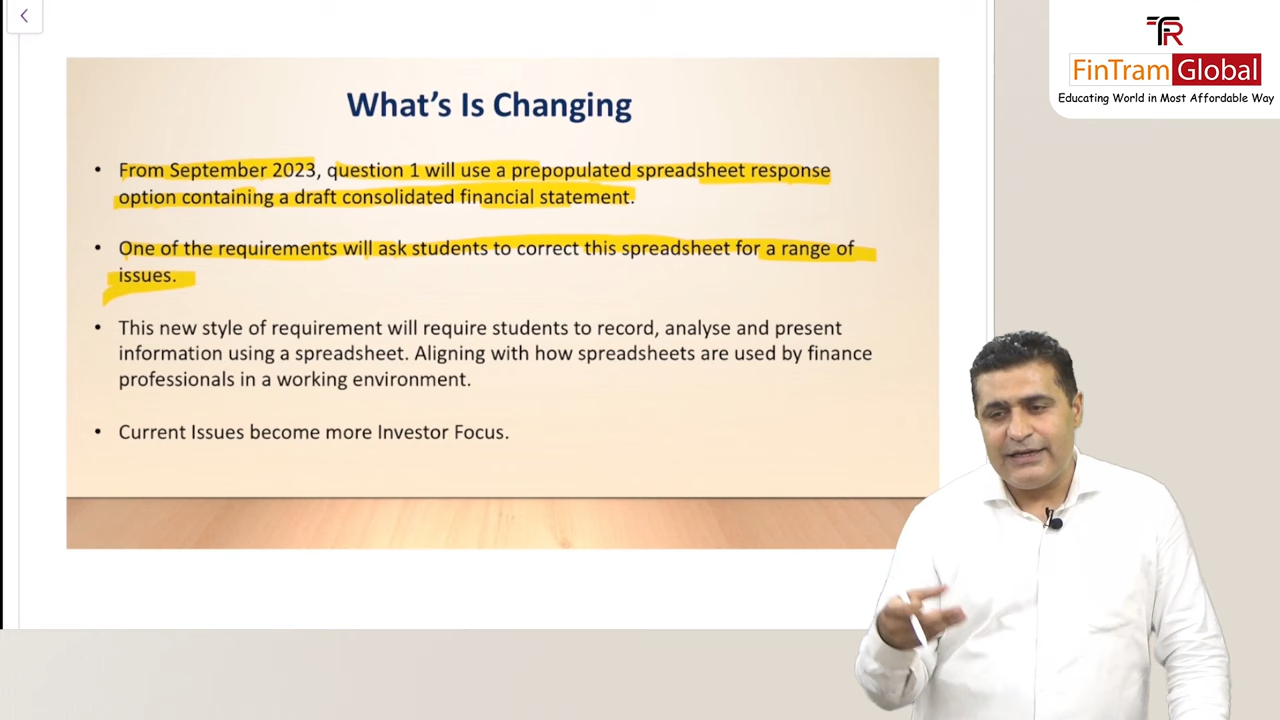 TR
FinTram Global
Educating World in Most Affordable Way
What's Is Changing
• From September 2023, question 1 will use a prepopulated spreadsheet response
option containing a draft consolidated financial statement.
• One of the requirements will ask students to correct this spreadsheet for a range of
issues.
• This new style of requirement will require students to record, analyse and present
information using a spreadsheet. Aligning with how spreadsheets are used by finance
professionals in a working environment.
• Current Issues become more Investor Focus.